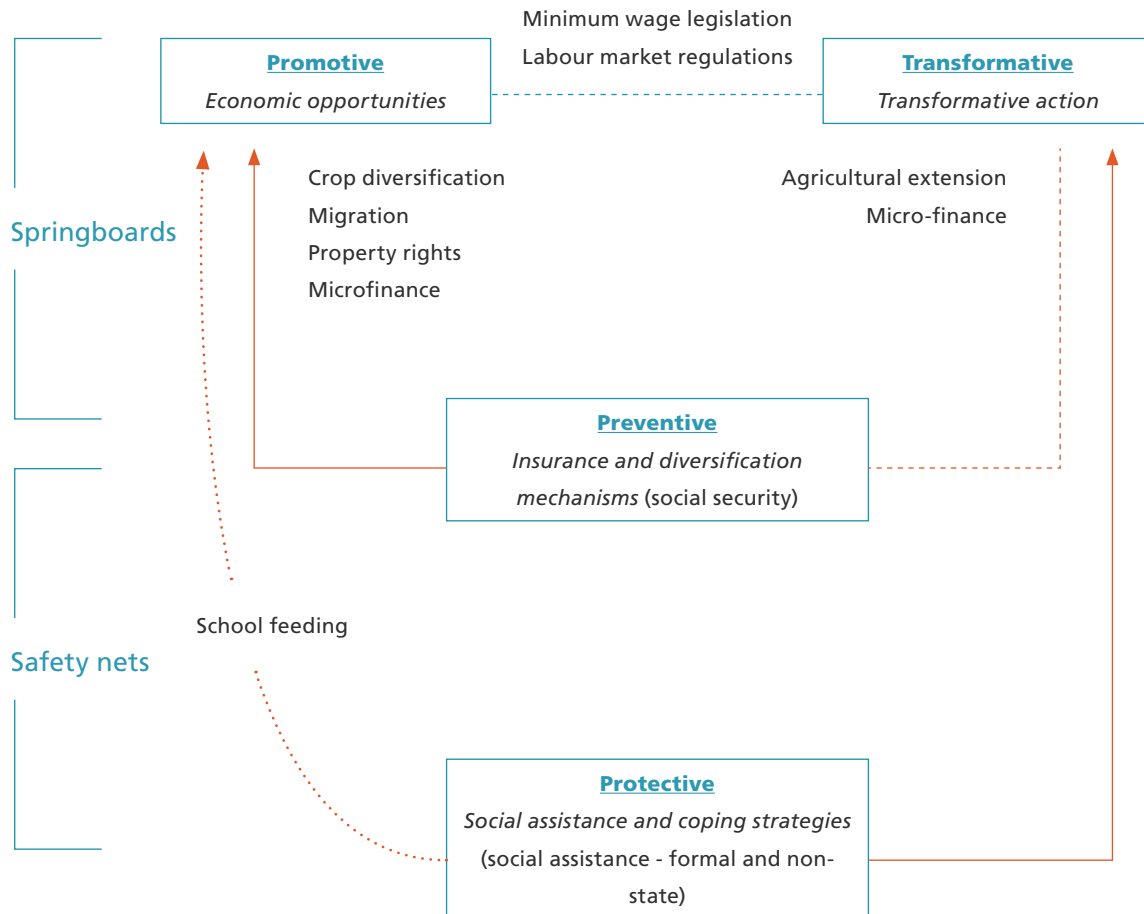 Minimum wage legislation
Labour market regulations
Promotive
Economic opportunities
Transformative
Transformative action
Crop diversification
Migration
Property rights
Microfinance
Agricultural extension
Micro-finance
Springboards
Preventive
Insurance and diversification
mechanisms (social security)
School feeding
Safety nets
Protective
Social assistance and coping strategies
(social assistance - formal and non-
state)